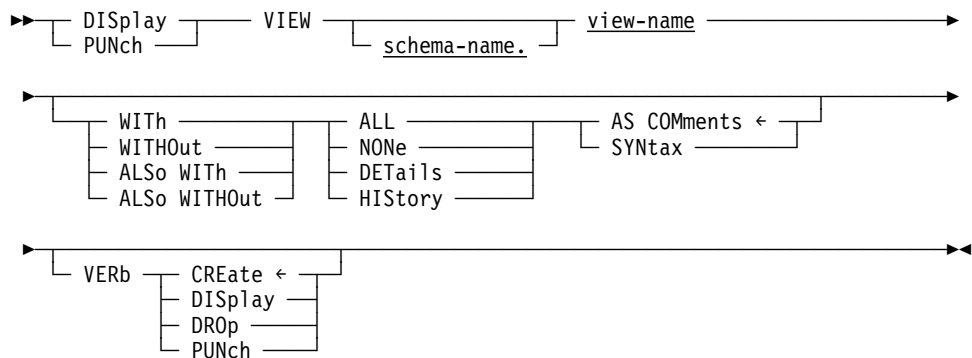 DISplay VIEW view-name
PUNch schema-name.
WITh ALL AS COMments ←
WITHOut NONe SYNtax
ALSo WITh DETails
ALSo WITHOut HIStory
VERb CREate ←
DISplay
DROp
PUNch